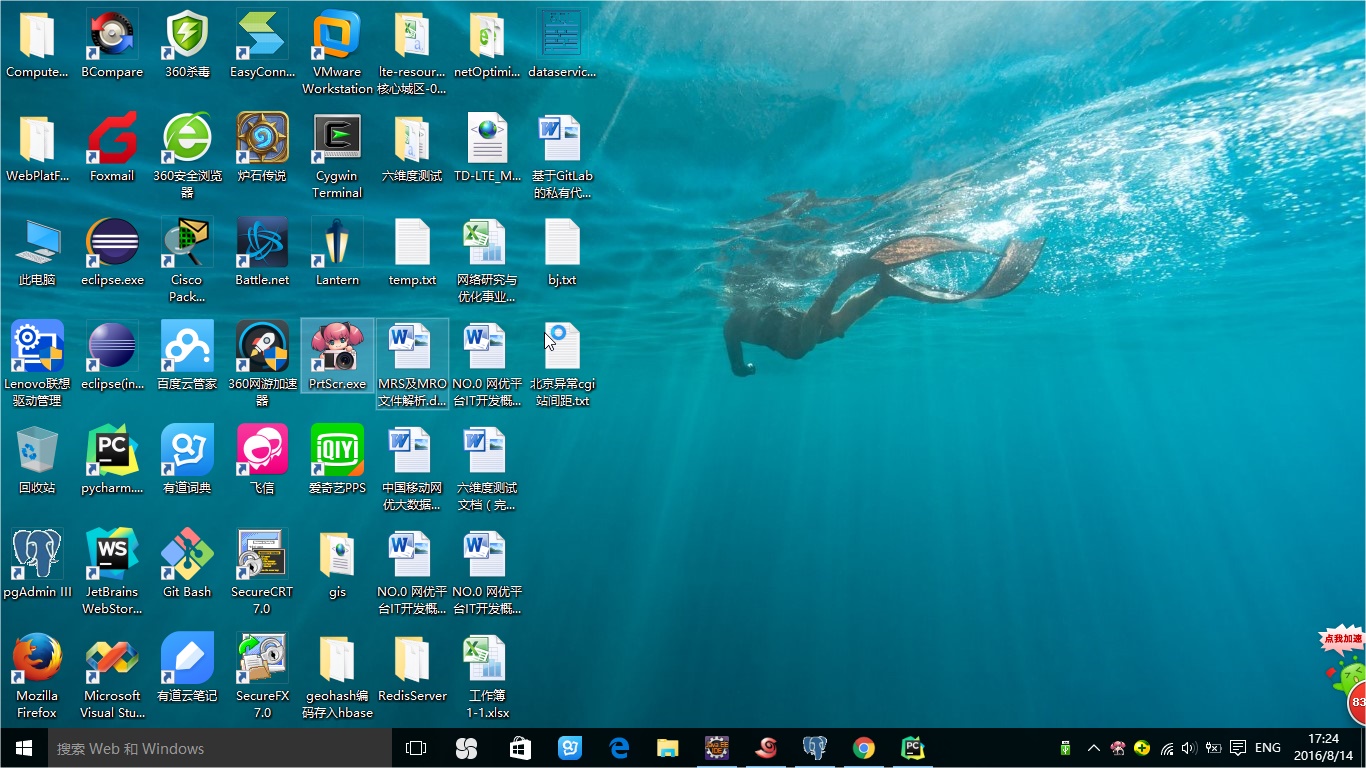 Compute...
BCompare
360杀毒
EasyConn...
VMware
Workstation
lte-resour...
核心城区-0...
netOptimi...
dataservic...
WebPlatF...
Foxmail
360安全浏览
器
炉石传说
Cygwin
Terminal
六维度测试
TD-LTE_M...
基于GitLab
的私有代...
此电脑
eclipse.exe
Cisco
Pack...
Battle.net
Lantern
temp.txt
网络研究与
优化事业...
bj.txt
Lenovo联想
驱动管理
eclipse(in...
百度云管家
360网游加速
器
PrtScr.exe
MRS及MRO
文件解析.d...
NO.0 网优平
台IT开发概...
北京异常cgi
站间距.txt
回收站
PC
pycharm....
有道词典
飞信
iQIYI
爱奇艺PPS
中国移动网
优大数据...
六维度测试
文档（完...
pgAdmin III
WS
JetBrains
WebStor...
Git Bash
SecureCRT
7.0
gis
NO.0 网优平
台IT开发概...
NO.0 网优平
台IT开发概...
Mozilla
Firefox
Microsoft
Visual Stu...
有道云笔记
SecureFX
7.0
geohash编
码存入hbase
RedisServer
工作簿
1-1.xlsx
点我加速
83
搜索 Web 和 Windows
PC
ENG
17:24
2016/8/14